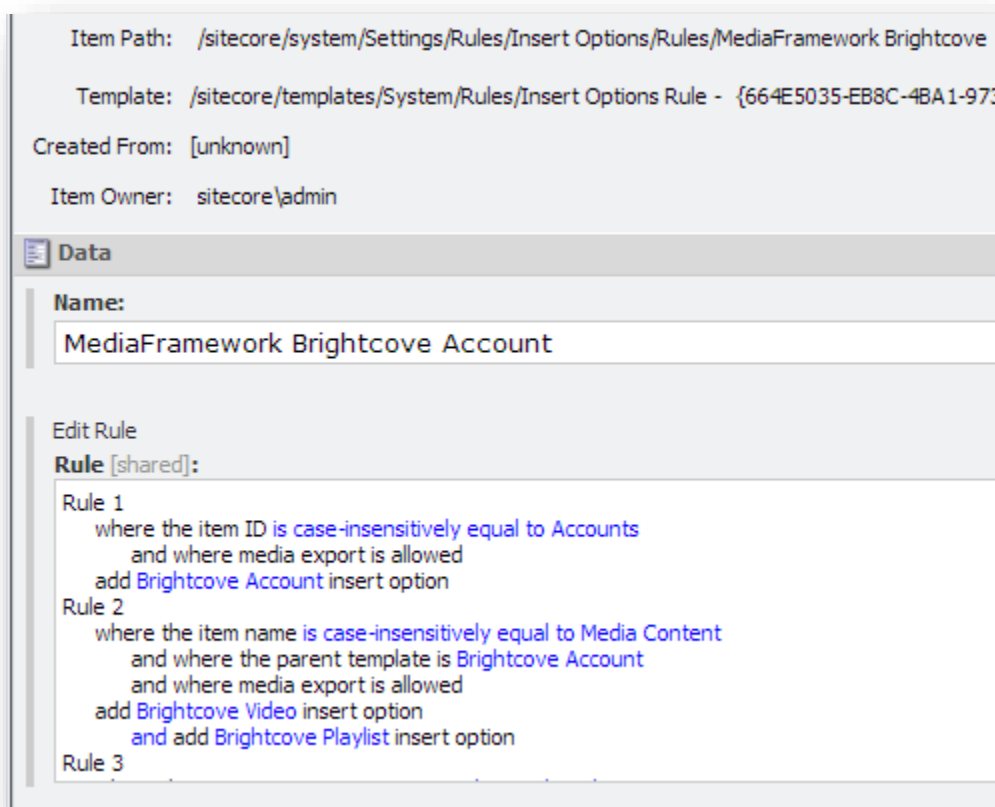 Item Path: /sitecore/system/Settings/Rules/Insert Options/Rules/MediaFramework Brightcove
Template: /sitecore/templates/System/Rules/Insert Options Rule - {664E5035-EB8C-4BA1-973
Created From: [unknown]
Item Owner: sitecore\admin
Data
Name:
MediaFramework Brightcove Account
Edit Rule
Rule [shared]:
Rule 1
where the item ID is case-insensitively equal to Accounts
and where media export is allowed
add Brightcove Account insert option
Rule 2
where the item name is case-insensitively equal to Media Content
and where the parent template is Brightcove Account
and where media export is allowed
add Brightcove Video insert option
and add Brightcove Playlist insert option
Rule 3